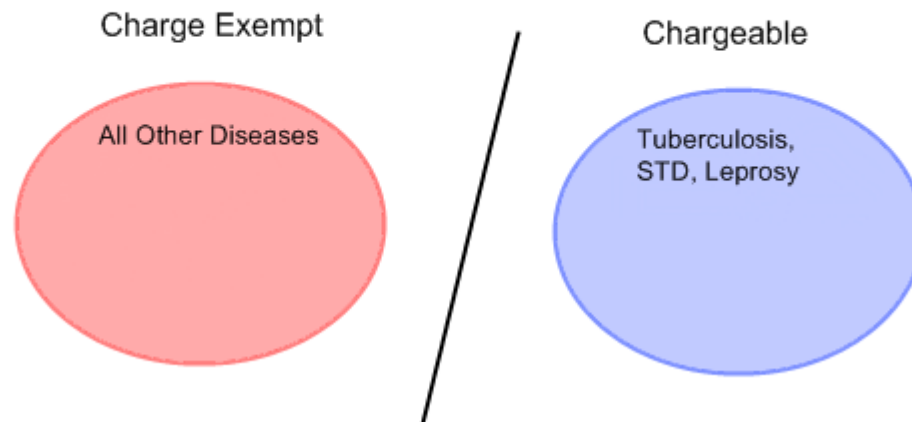 Charge Exempt
Chargeable
All Other Diseases
Tuberculosis,
STD, Leprosy